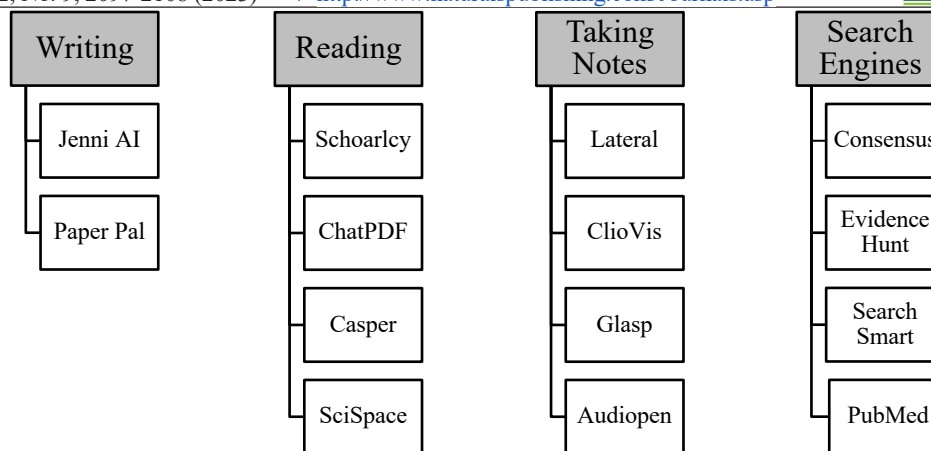 Writing
Jenni AI
Paper Pal
Reading
Schoarlcy
ChatPDF
Casper
SciSpace
Taking
Notes
Lateral
ClioVis
Glasp
Audiopen
Search
Engines
Consensus
Evidence
Hunt
Search
Smart
PubMed